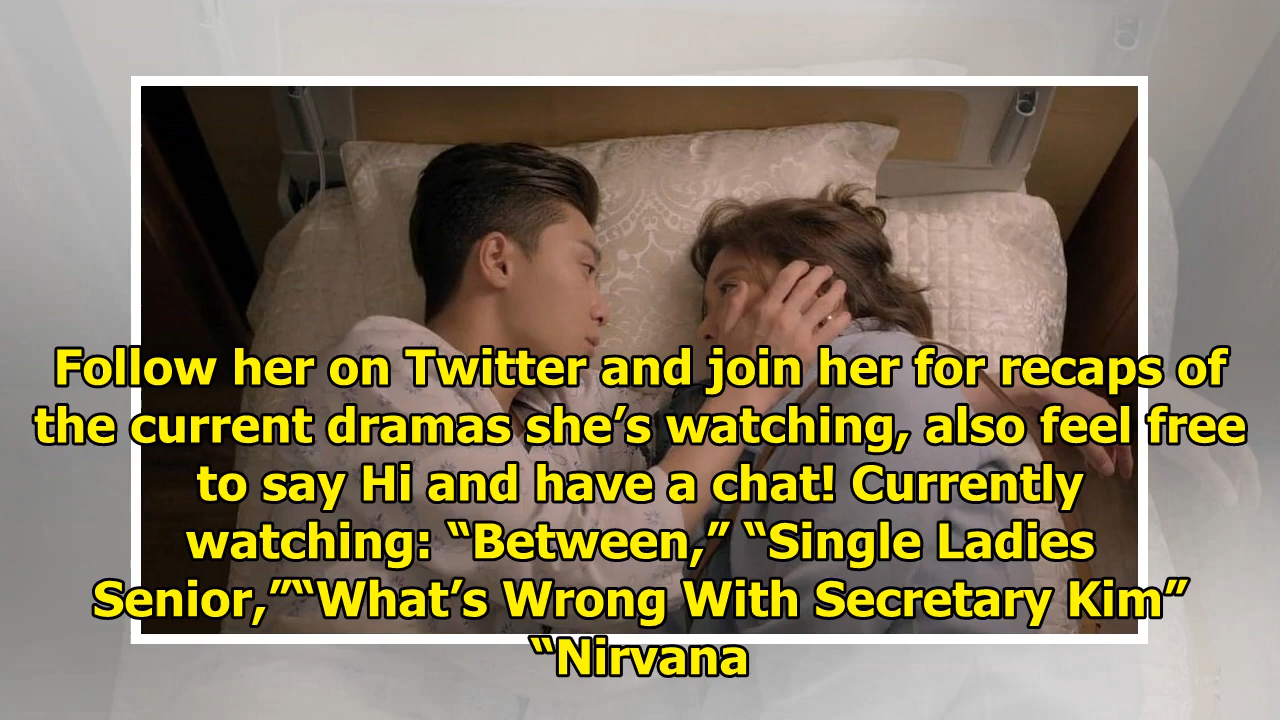 Follow her on Twitter and join her for recaps of
the current dramas she’s watching, also feel free
to say Hi and have a chat! Currently
watching: “Between,” “Single Ladies
Senior,”“What’s Wrong With Secretary Kim”
“Nirvana